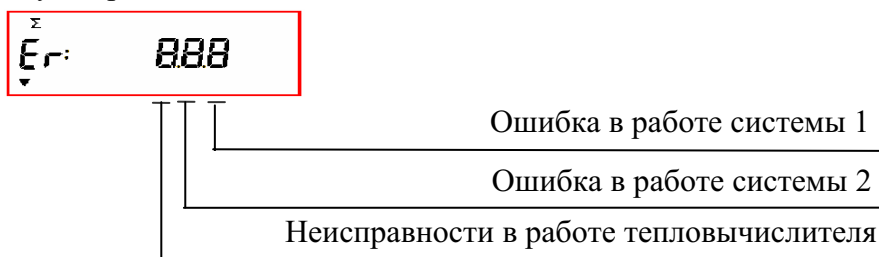 Σ
Er: 8.8.8
Ошибка в работе системы 1
Ошибка в работе системы 2
Неисправности в работе тепловычислителя